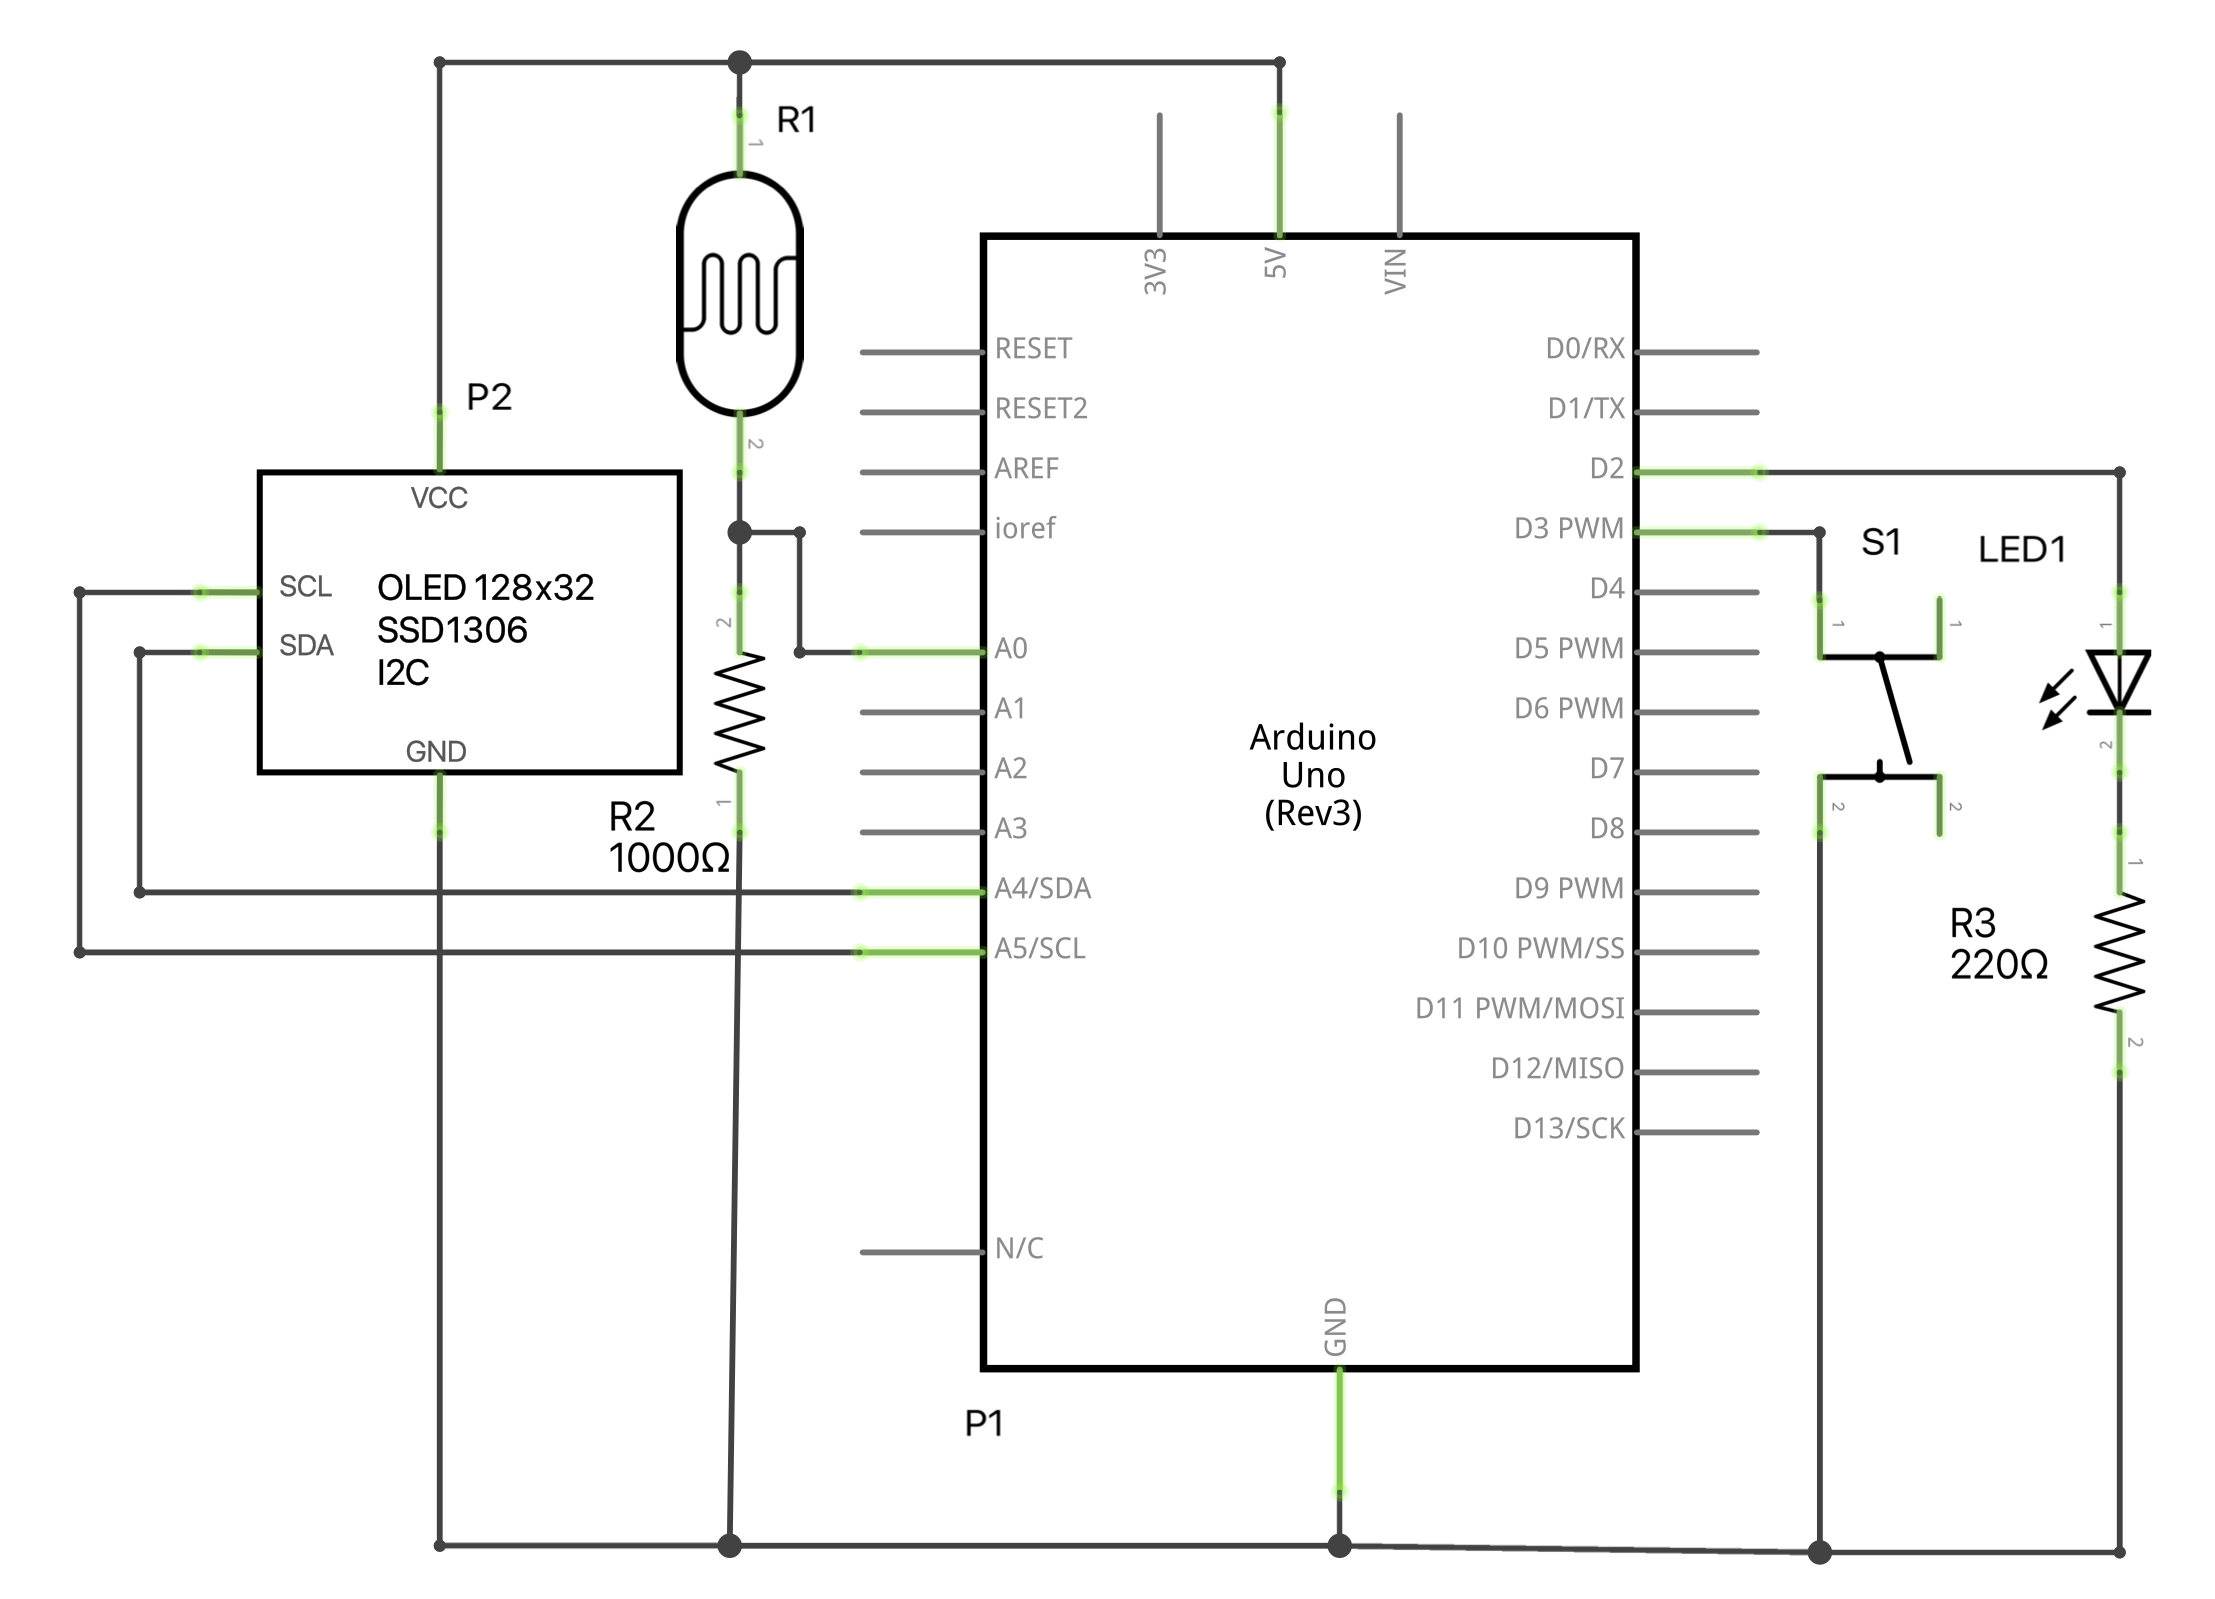 R1
1
2
P2
VCC
SCL
SDA
OLED 128x32
SSD1306
I2C
GND
2
1
R2
1000Ω
3V3
5V
VIN
RESET
RESET2
AREF
ioref
A0
A1
A2
A3
A4/SDA
A5/SCL
N/C
Arduino
Uno
(Rev3)
D0/RX
D1/TX
D2
D3 PWM
D4
D5 PWM
D6 PWM
D7
D8
D9 PWM
D10 PWM/SS
D11 PWM/MOSI
D12/MISO
D13/SCK
GND
P1
S1
1
1
2
2
LED1
1
2
R3
220Ω
1
2